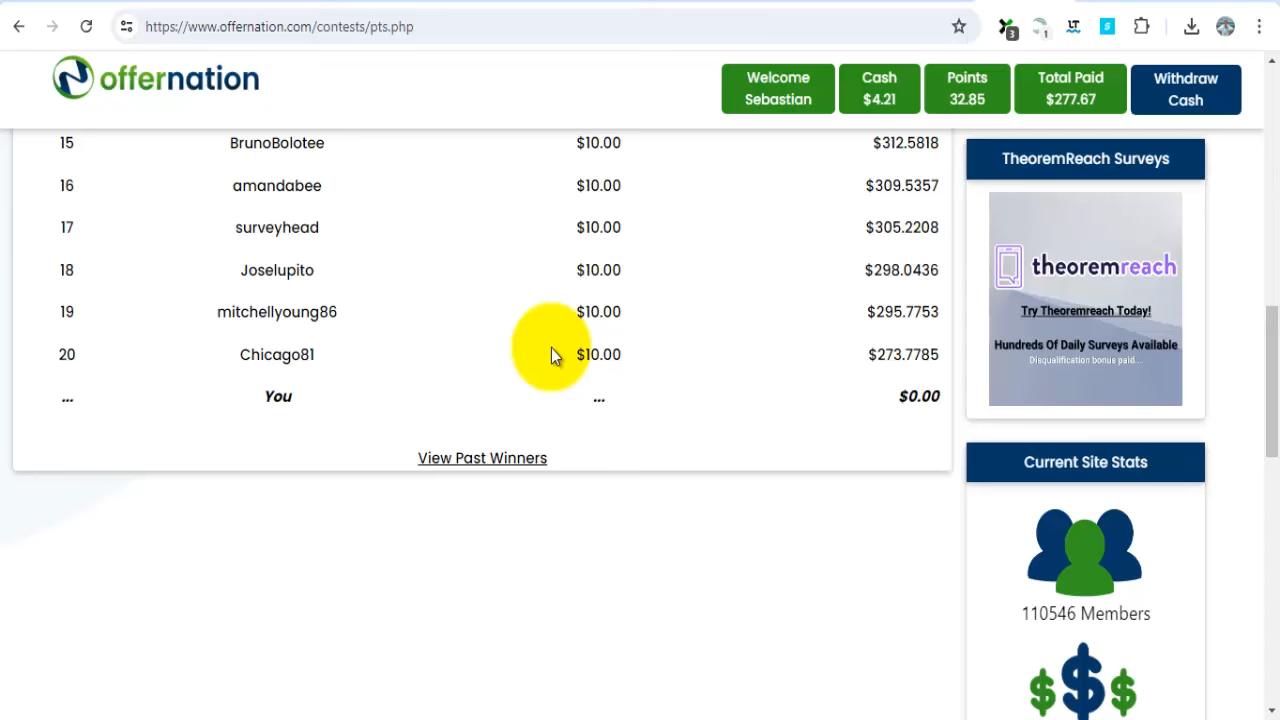 https://www.offernation.com/contests/pts.php
3
1
LT
S
offernation
Welcome
Sebastian
Cash
$4.21
Points
32.85
Total Paid
$277.67
Withdraw
Cash
15 BrunoBolotee $10.00 $312.5818
16 amandabee $10.00 $309.5357
17 surveyhead $10.00 $305.2208
18 Joselupito $10.00 $298.0436
19 mitchellyoung86 $10.00 $295.7753
20 Chicago81 $10.00 $273.7785
... You ... $0.00
View Past Winners
TheoremReach Surveys
theoremreach
Try Theoremreach Today!
Hundreds Of Daily Surveys Available
Disqualification bonus paid...
Current Site Stats
110546 Members
$ $ $